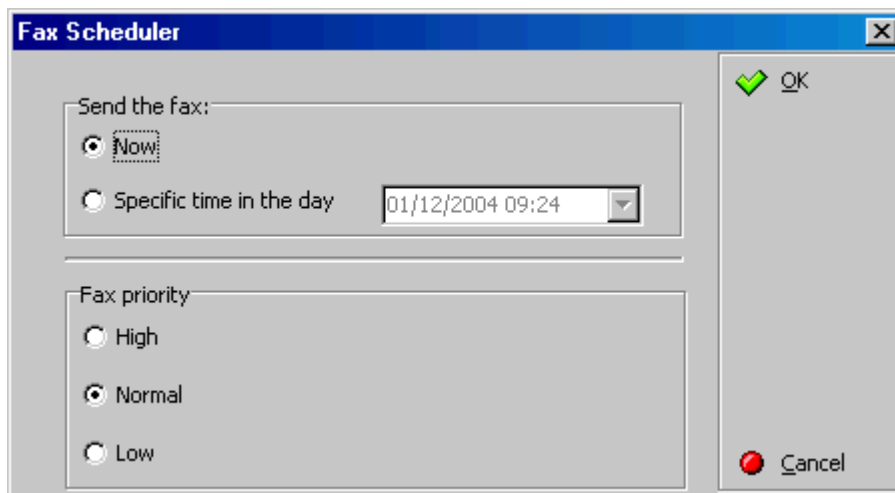 Fax Scheduler
OK
Send the fax:
Now
Specific time in the day 01/12/2004 09:24
Fax priority
High
Normal
Low
Cancel